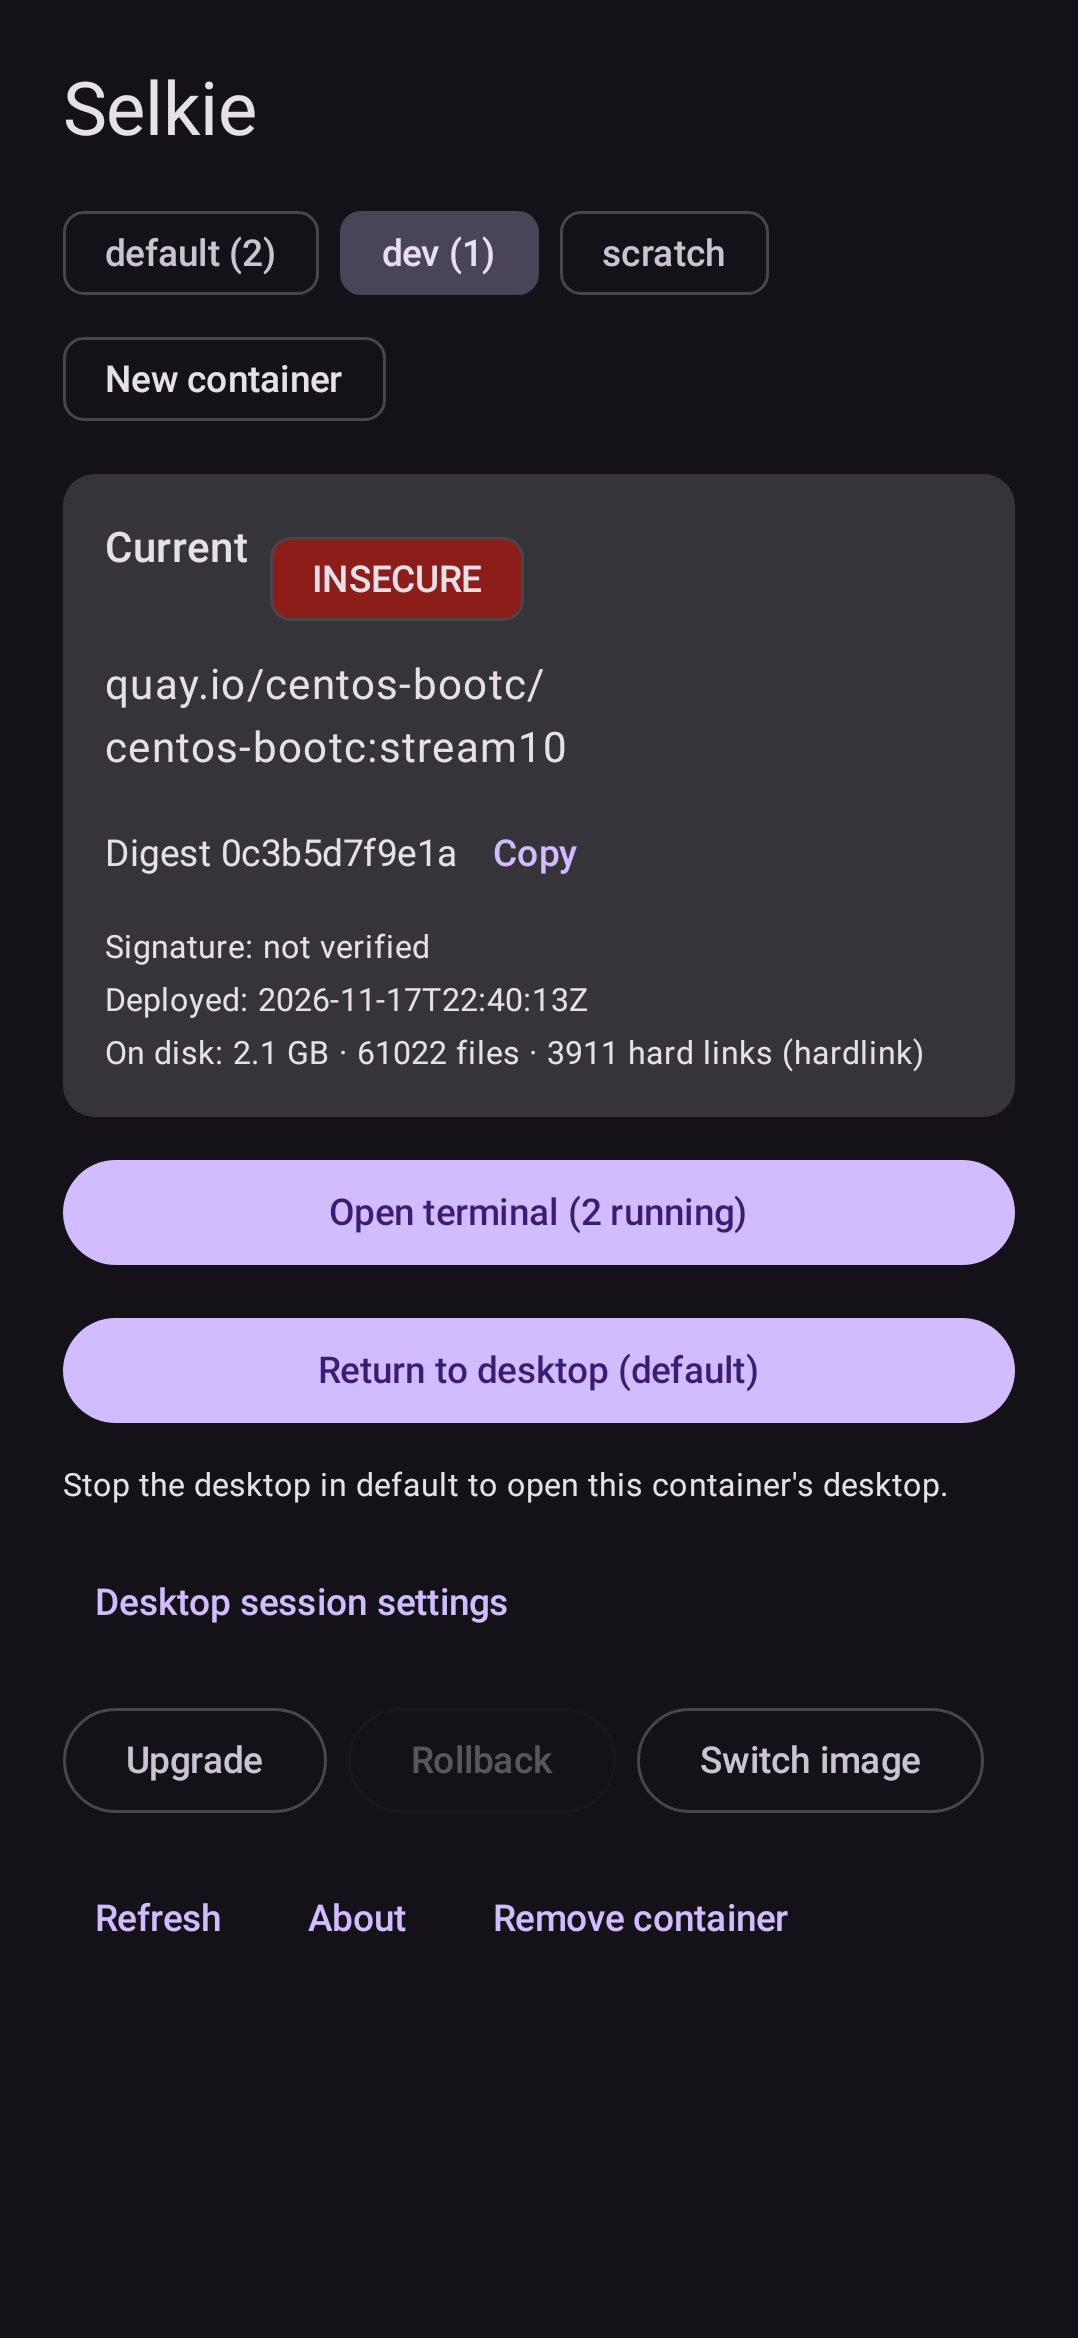 Selkie
default (2)
dev (1)
scratch
New container
Current
INSECURE
quay.io/centos-bootc/
centos-bootc:stream10
Digest 0c3b5d7f9e1a
Copy
Signature: not verified
Deployed: 2026-11-17T22:40:13Z
On disk: 2.1 GB · 61022 files · 3911 hard links (hardlink)
Open terminal (2 running)
Return to desktop (default)
Stop the desktop in default to open this container's desktop.
Desktop session settings
Upgrade
Rollback
Switch image
Refresh
About
Remove container